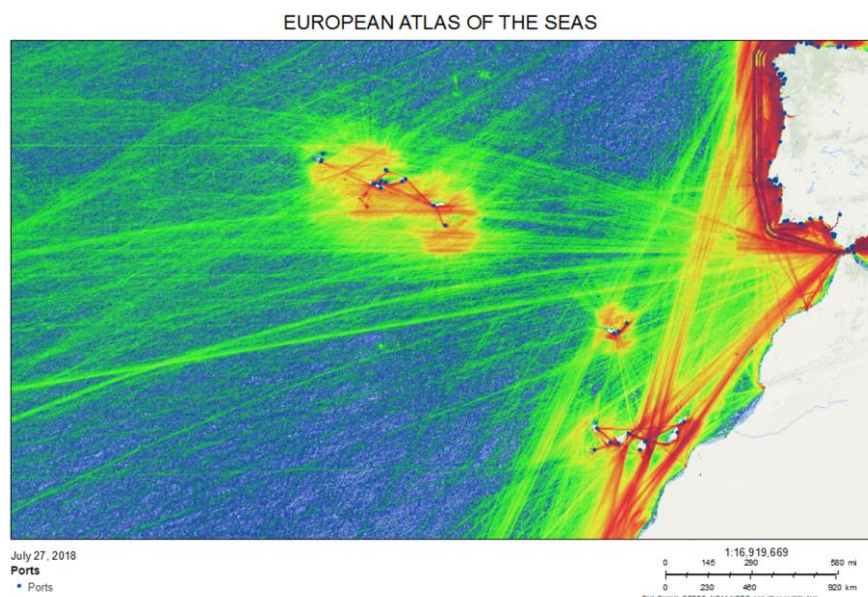 EUROPEAN ATLAS OF THE SEAS
July 27, 2018
Ports
Ports
1:16,919,669
0 145 290 580 mi
0 230 460 920 km